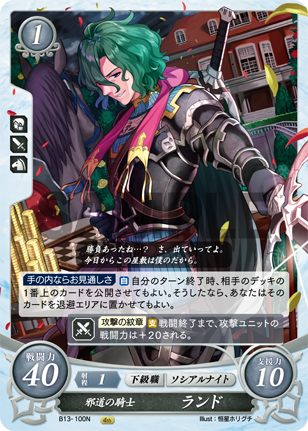 1
勝負あったね…？　さ、出ていってよ。
今日からこの屋敷は僕のだから。
手の内ならお見通しさ 自 自分のターン終了時、相手のデッキの
1番上のカードを公開させてもよい。そうしたなら、あなたはその
カードを退避エリアに置かせてもよい。
攻撃の紋章 支 戦闘終了まで、攻撃ユニットの
戦闘力は＋20される。
戦闘力
40
射程 1 下級職 ソシアルナイト
支援力
10
邪道の騎士 ランド
B13-100N 4th Illust：恒星ホリグチ